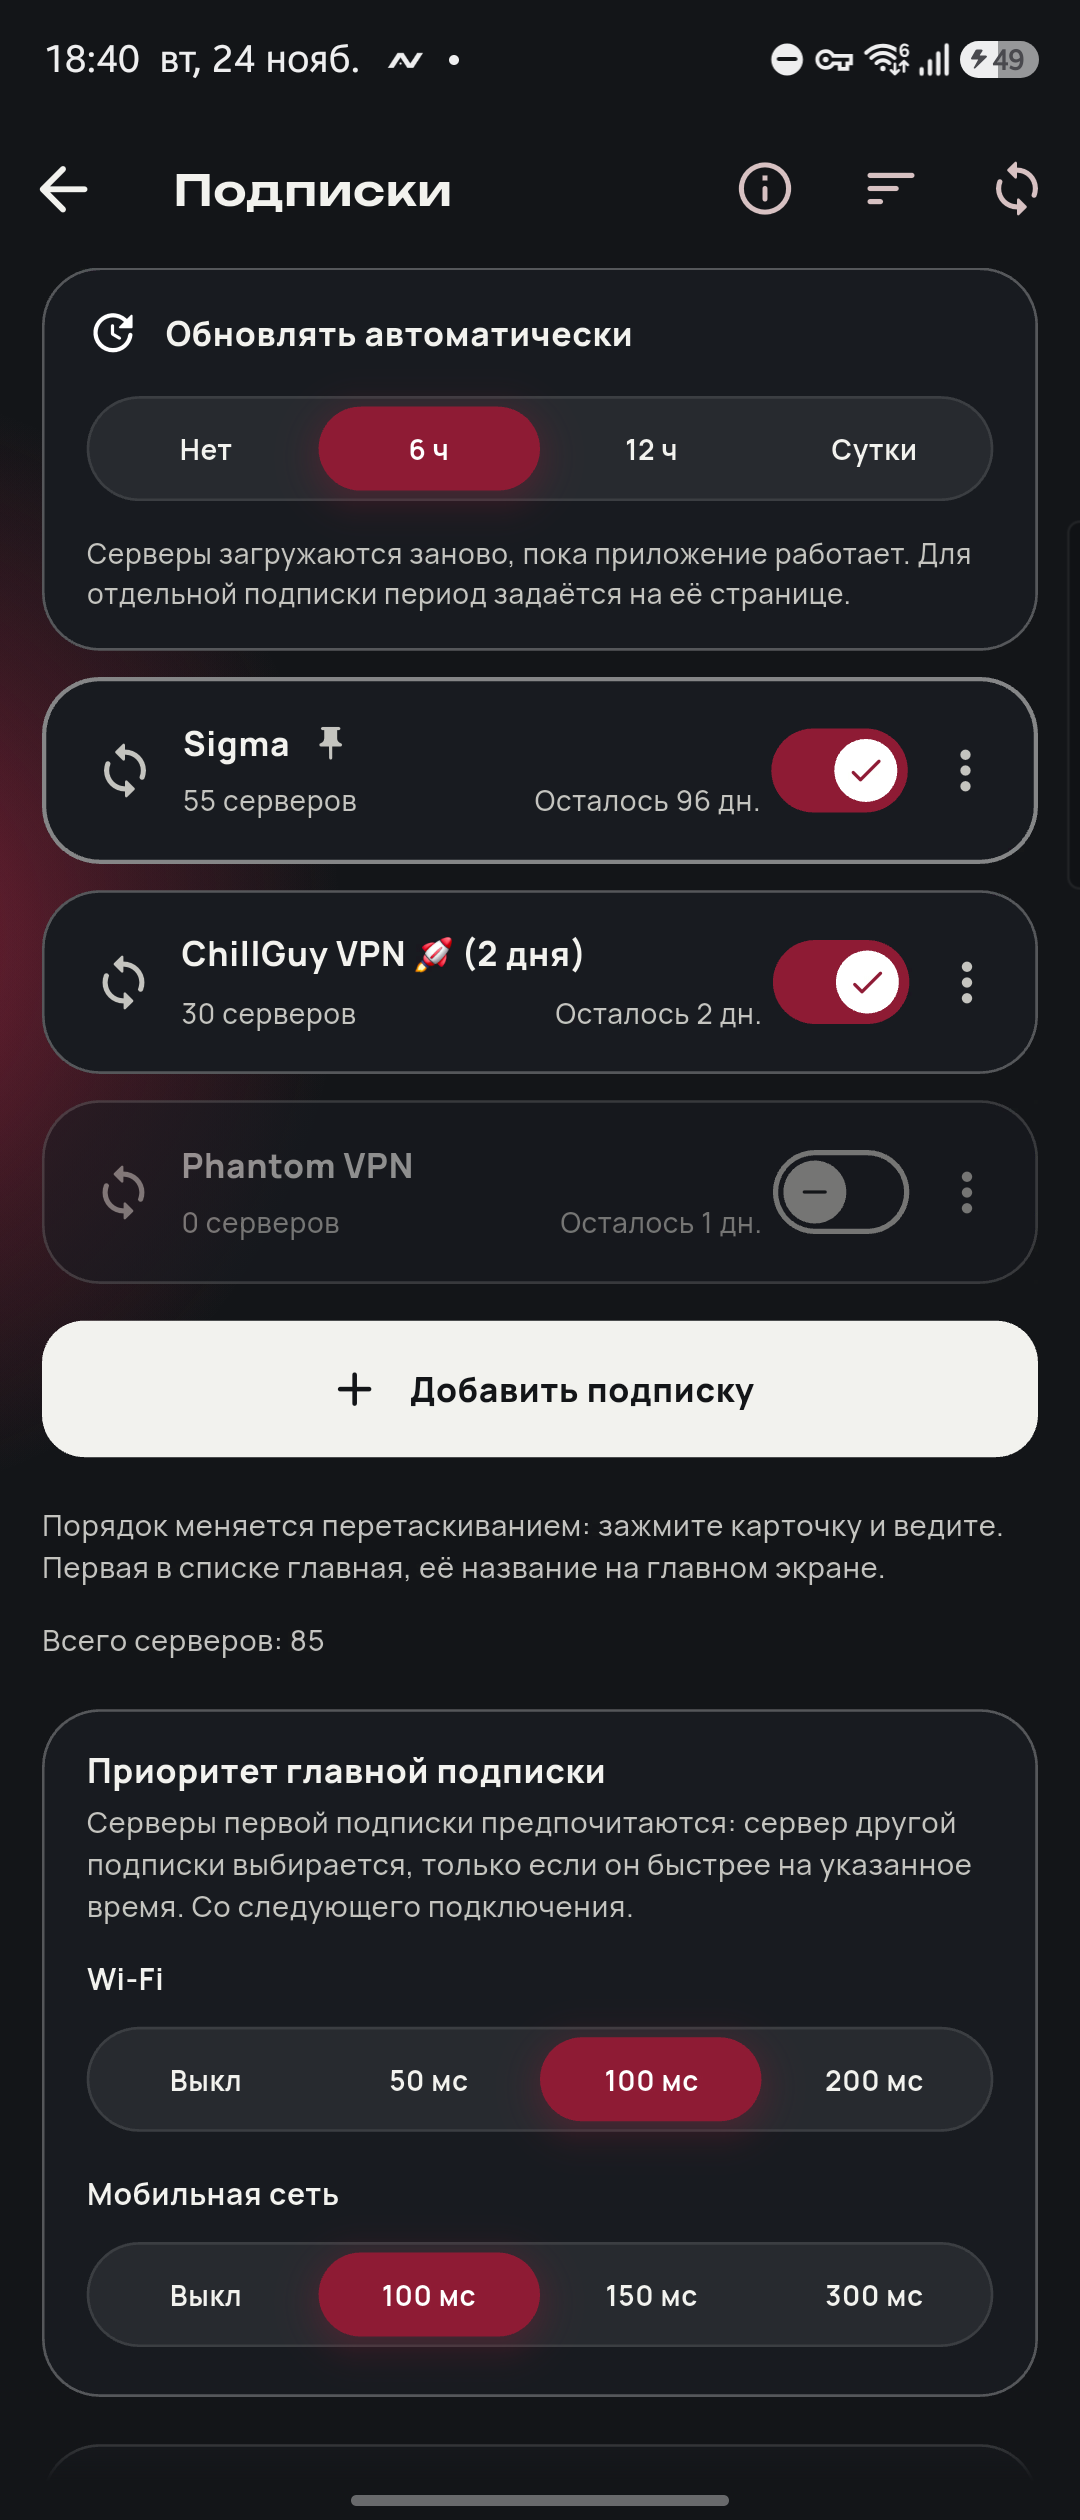 18:40 вт, 24 нояб.
6
49
Подписки
Обновлять автоматически
Нет 6 ч 12 ч Сутки
Серверы загружаются заново, пока приложение работает. Для
отдельной подписки период задаётся на её странице.
Sigma
55 серверов Осталось 96 дн.
ChillGuy VPN 🚀 (2 дня)
30 серверов Осталось 2 дн.
Phantom VPN
0 серверов Осталось 1 дн.
+ Добавить подписку
Порядок меняется перетаскиванием: зажмите карточку и ведите.
Первая в списке главная, её название на главном экране.
Всего серверов: 85
Приоритет главной подписки
Серверы первой подписки предпочитаются: сервер другой
подписки выбирается, только если он быстрее на указанное
время. Со следующего подключения.
Wi-Fi
Выкл 50 мс 100 мс 200 мс
Мобильная сеть
Выкл 100 мс 150 мс 300 мс